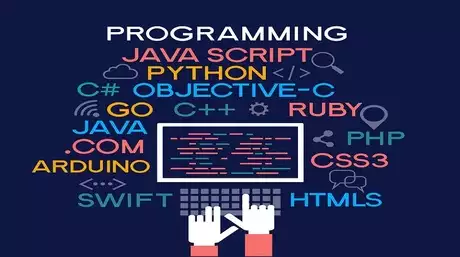 PROGRAMMING
JAVA SCRIPT
PYTHON </>
C# OBJECTIVE-C
GO C++ RUBY
JAVA PHP
.COM CSS3
ARDUINO
<···>
SWIFT HTMLS